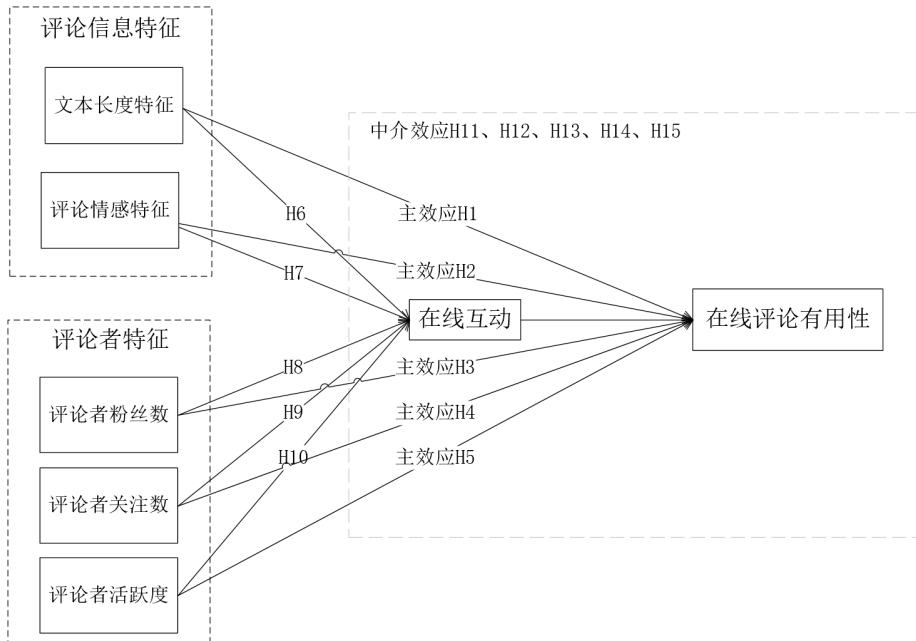 评论信息特征
文本长度特征
评论情感特征
中介效应H11、H12、H13、H14、H15
H6
主效应H1
H7
主效应H2
在线互动
在线评论有用性
评论者特征
评论者粉丝数
评论者关注数
评论者活跃度
H8
主效应H3
H9
主效应H4
H10
主效应H5